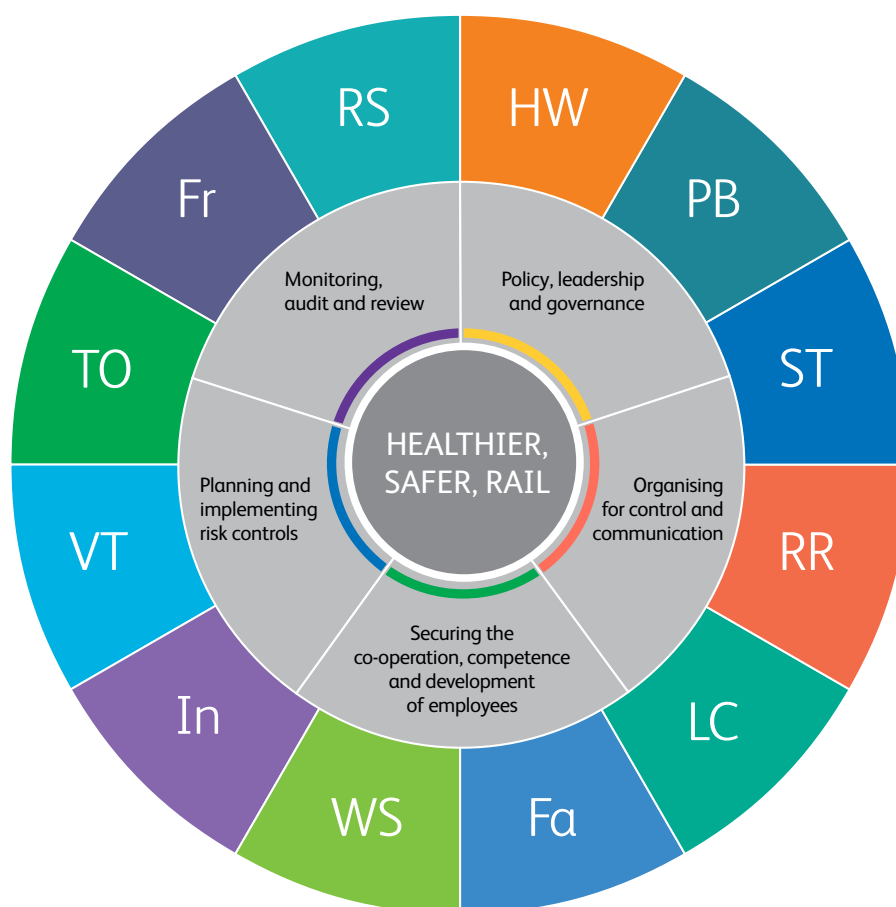 RS
HW
Fr
PB
Monitoring,
audit and review
Policy, leadership
and governance
TO
ST
HEALTHIER,
SAFER, RAIL
Planning and
implementing
risk controls
Organising
for control and
communication
VT
RR
Securing the
co-operation, competence
and development
of employees
In
LC
WS
Fa